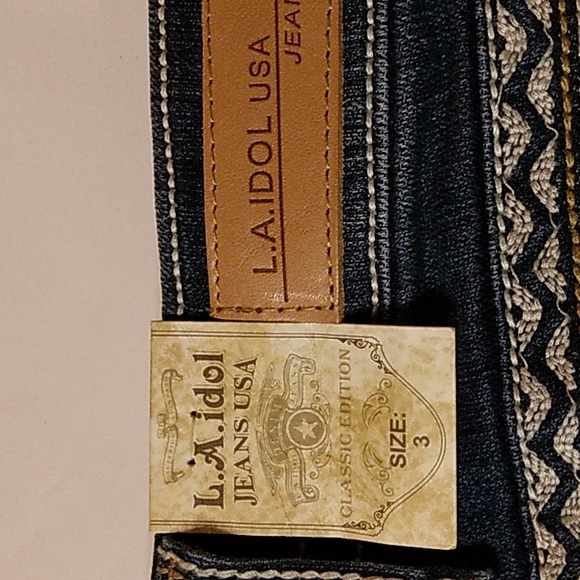 L.A.IDOL USA
JEAN
L.A.idol
JEANS USA
CLASSIC EDITION
SIZE:
3